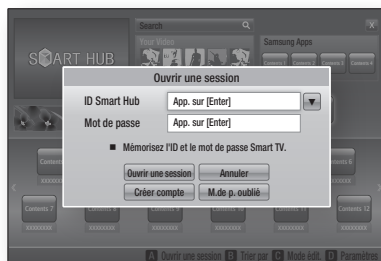 Search
X
Your Video
Samsung Apps
SMART HUB
Ouvrir une session
ID Smart Hub App. sur [Enter] ▼
Mot de passe App. sur [Enter]
■ Mémorisez l'ID et le mot de passe Smart TV.
Ouvrir une session Annuler
Créer compte M.de p. oublié
Contents 7
Contents 12
XXXXXXXX
A Ouvrir une session B Trier par C Mode édit. D Paramètres